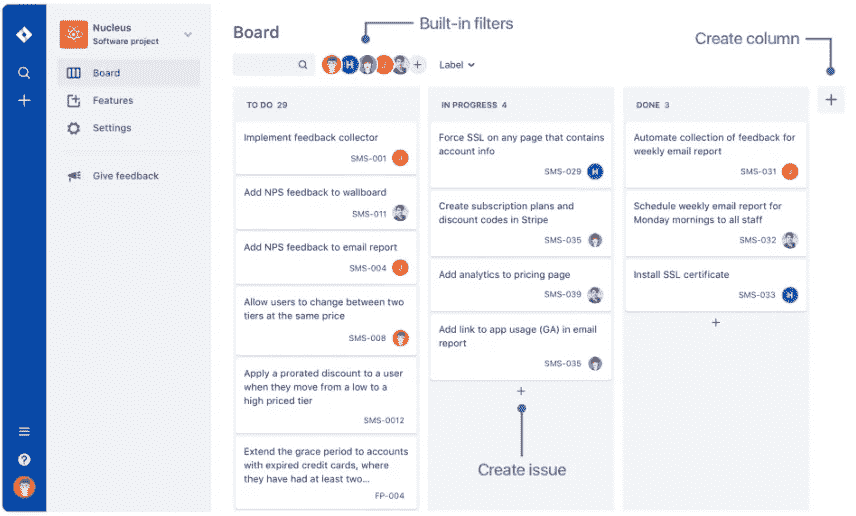 Nucleus
Software project
Board
Features
Settings
Give feedback
Board
Built-in filters
Create column
Label
TO DO 29
Implement feedback collector
SMS-001
J
Add NPS feedback to wallboard
SMS-011
Add NPS feedback to email report
SMS-004
J
Allow users to change between two
tiers at the same price
SMS-008
Apply a prorated discount to a user
when they move from a low to a
high priced tier
SMS-0012
Extend the grace period to accounts
with expired credit cards, where
they have had at least two...
FP-004
IN PROGRESS 4
Force SSL on any page that contains
account info
SMS-029
H
Create subscription plans and
discount codes in Stripe
SMS-035
Add analytics to pricing page
SMS-039
Add link to app usage (GA) in email
report
SMS-035
Create issue
DONE 3
Automate collection of feedback for
weekly email report
SMS-031
J
Schedule weekly email report for
Monday mornings to all staff
SMS-032
Install SSL certificate
SMS-033
H